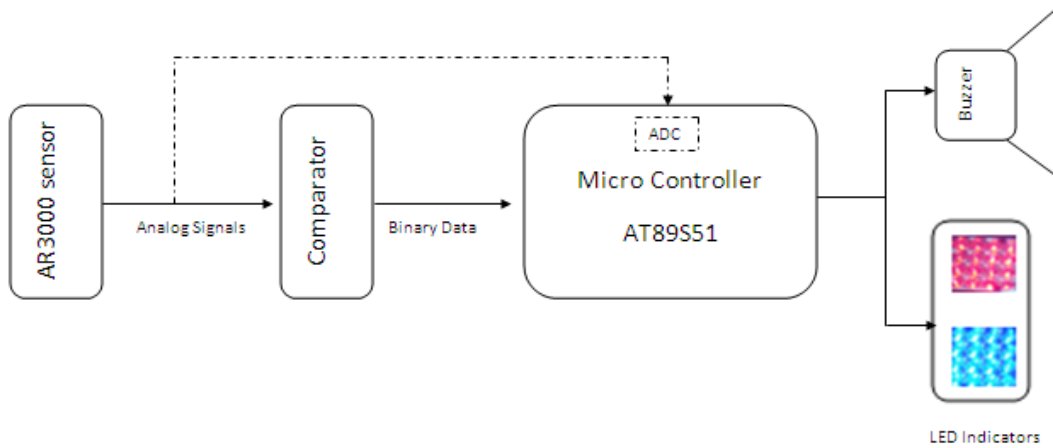 AR3000 sensor
Analog Signals
Comparator
Binary Data
ADC
Micro Controller
AT89S51
Buzzer
LED Indicators